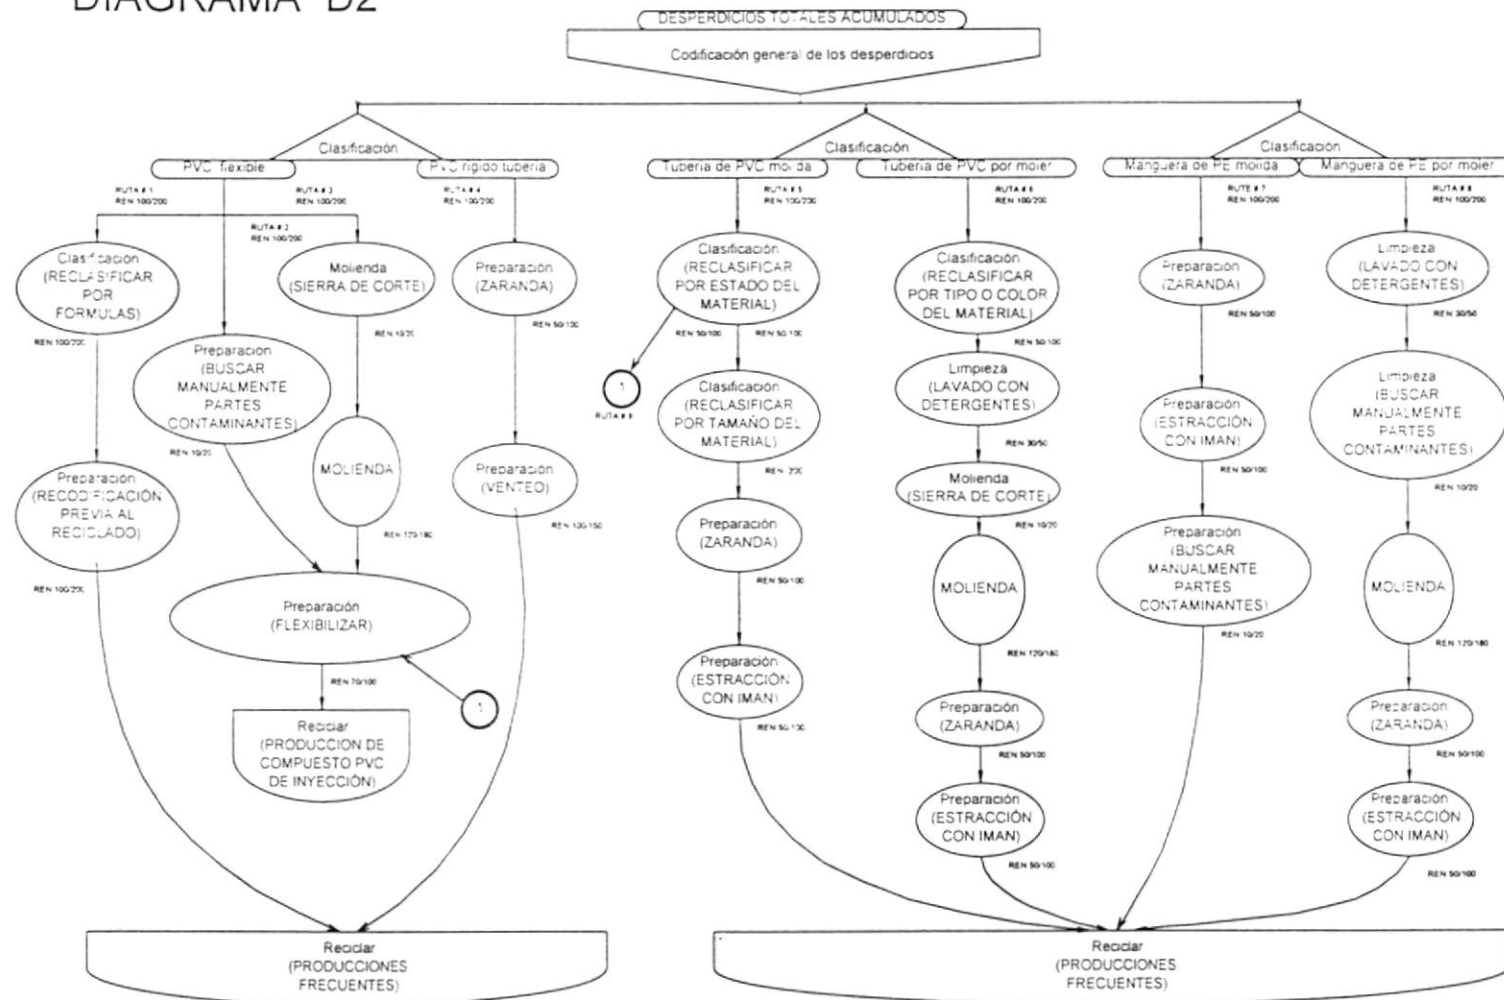 DIAGRAMA D2
DESPERDICIOS TOTALES ACUMULADOS
Codificación general de los desperdicios
Clasificación
PVC flexible
PVC rigido tuberia
Clasificación
Tuberia de PVC molida
Tuberia de PVC por moler
Clasificación
Manguera de PE molida
Manguera de PE por moler
RUTA # 1
REN 100/200
RUTA # 3
REN 100/200
RUTA # 2
REN 100/200
RUTA # 4
REN 100/200
RUTA # 5
REN 100/200
RUTA # 6
REN 100/200
RUTE # 7
REN 100/200
RUTA # 8
REN 100/200
Clasificación
(RECLASIFICAR
POR
FORMULAS)
REN 100/200
Preparación
(RECODIFICACIÓN
PREVIA AL
RECICLADO)
REN 100/200
Preparación
(BUSCAR
MANUALMENTE
PARTES
CONTAMINANTES)
REN 10/20
Molienda
(SIERRA DE CORTE)
REN 10/20
MOLIENDA
REN 120/180
Preparación
(FLEXIBILIZAR)
REN 70/100
1
Reciclar
(PRODUCCION DE
COMPUESTO PVC
DE INYECCIÓN)
Preparación
(ZARANDA)
REN 50/100
Preparación
(VENTEO)
REN 100/150
Clasificación
(RECLASIFICAR
POR ESTADO DEL
MATERIAL)
REN 50/100
REN 50/100
1
Clasificación
(RECLASIFICAR
POR TAMAÑO DEL
MATERIAL)
Preparación
(ZARANDA)
REN 50/100
Preparación
(ESTRACCIÓN
CON IMAN)
REN 50/100
Clasificación
(RECLASIFICAR
POR TIPO O COLOR
DEL MATERIAL)
REN 50/100
Limpieza
(LAVADO CON
DETERGENTES)
REN 30/50
Molienda
(SIERRA DE CORTE)
REN 10/20
MOLIENDA
REN 120/180
Preparación
(ZARANDA)
REN 50/100
Preparación
(ESTRACCIÓN
CON IMAN)
REN 50/100
Preparación
(ZARANDA)
REN 50/100
Preparación
(ESTRACCIÓN
CON IMAN)
REN 50/100
Preparación
(BUSCAR
MANUALMENTE
PARTES
CONTAMINANTES)
REN 10/20
Limpieza
(LAVADO CON
DETERGENTES)
REN 30/50
Limpieza
(BUSCAR
MANUALMENTE
PARTES
CONTAMINANTES)
REN 10/20
MOLIENDA
REN 120/180
Preparación
(ZARANDA)
REN 50/100
Preparación
(ESTRACCIÓN
CON IMAN)
REN 50/100
Reciclar
(PRODUCCIONES
FRECUENTES)
Reciclar
(PRODUCCIONES
FRECUENTES)